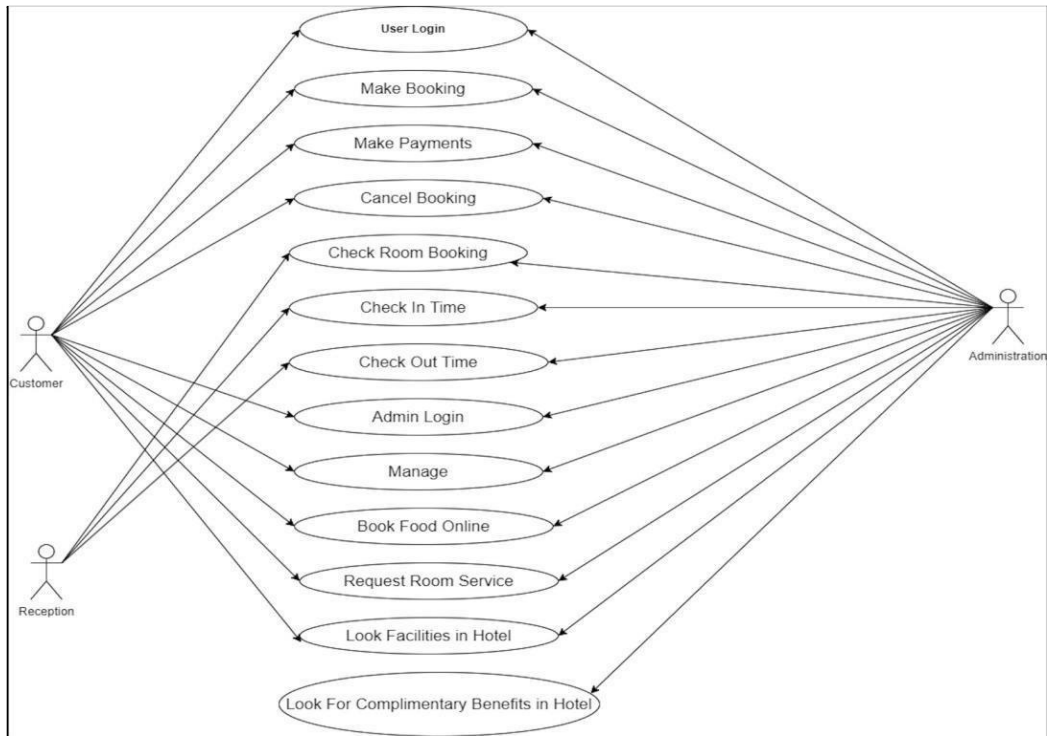 User Login
Make Booking
Make Payments
Cancel Booking
Check Room Booking
Check In Time
Check Out Time
Customer
Administration
Admin Login
Manage
Book Food Online
Request Room Service
Reception
Look Facilities in Hotel
Look For Complimentary Benefits in Hotel